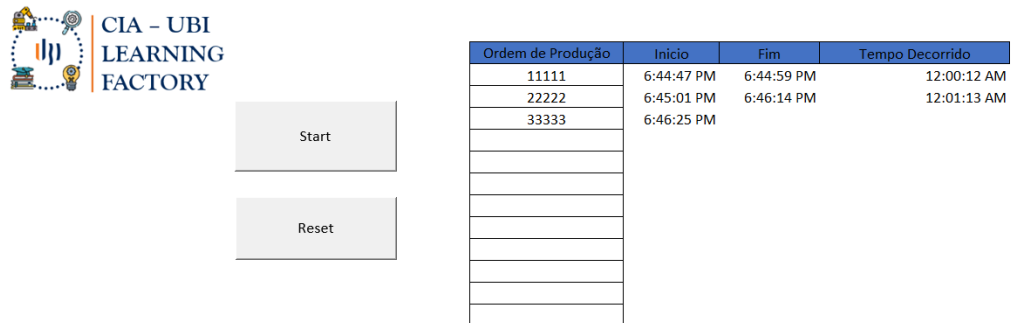 CIA – UBI
LEARNING
FACTORY
Start
Reset
Ordem de Produção Inicio Fim Tempo Decorrido
11111 6:44:47 PM 6:44:59 PM 12:00:12 AM
22222 6:45:01 PM 6:46:14 PM 12:01:13 AM
33333 6:46:25 PM